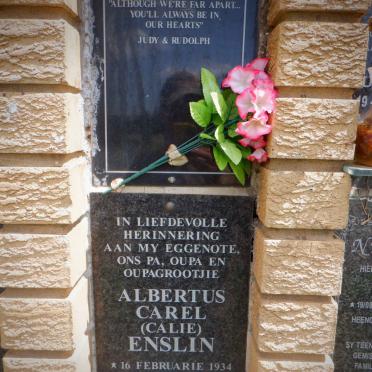 "ALTHOUGH WE'RE FAR APART...
YOU'LL ALWAYS BE IN
OUR HEARTS"
JUDY & RUDOLPH
IN LIEFDEVOLLE
HERINNERING
AAN MY EGGENOTE,
ONS PA, OUPA EN
OUPAGROOTJIE
ALBERTUS
CAREL
(CALIE)
ENSLIN
* 16 FEBRUARIE 1934